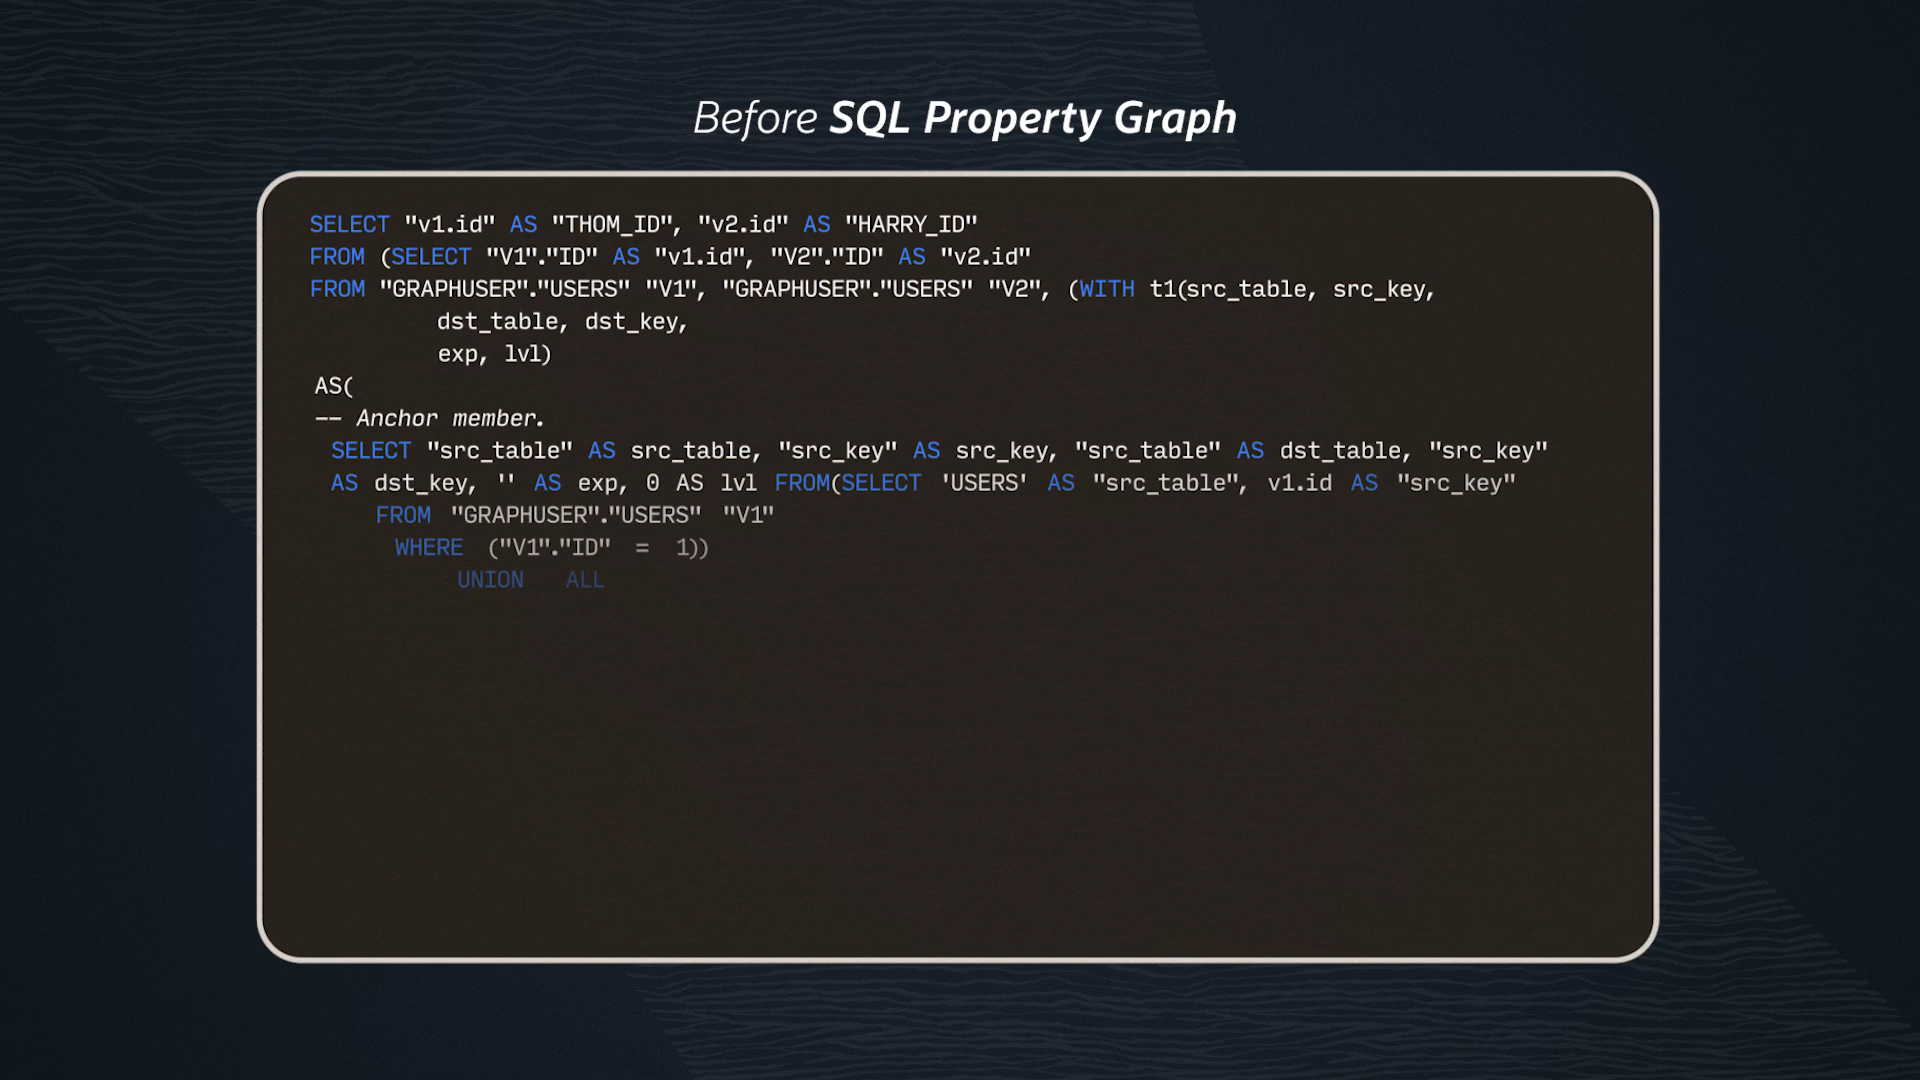 Before SQL Property Graph
SELECT "v1.id" AS "THOM_ID", "v2.id" AS "HARRY_ID"
FROM (SELECT "V1"."ID" AS "v1.id", "V2"."ID" AS "v2.id"
FROM "GRAPHUSER"."USERS" "V1", "GRAPHUSER"."USERS" "V2", (WITH t1(src_table, src_key,
dst_table, dst_key,
exp, lvl)
AS(
-- Anchor member.
SELECT "src_table" AS src_table, "src_key" AS src_key, "src_table" AS dst_table, "src_key"
AS dst_key, '' AS exp, 0 AS lvl FROM(SELECT 'USERS' AS "src_table", v1.id AS "src_key"
FROM "GRAPHUSER"."USERS" "V1"
WHERE ("V1"."ID" = 1))
UNION ALL